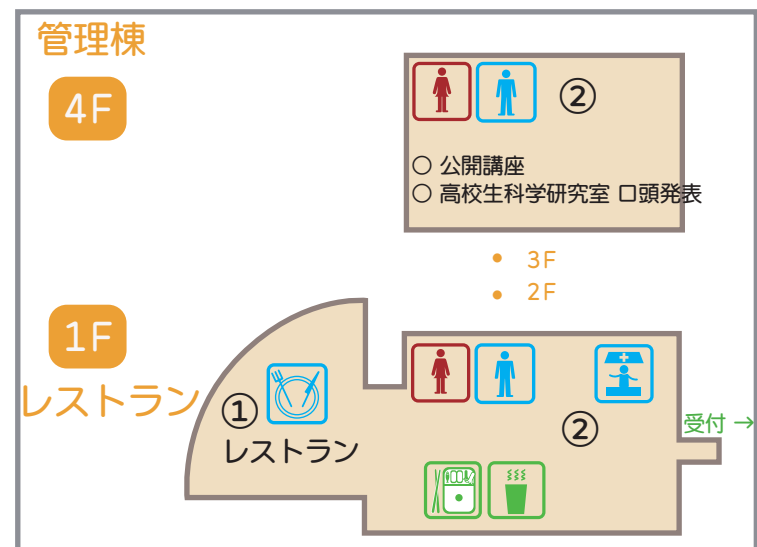 管理棟
4F
②
○ 公開講座
○ 高校生科学研究室 口頭発表
• 3F
• 2F
1F
レストラン
①
レストラン
②
受付 →